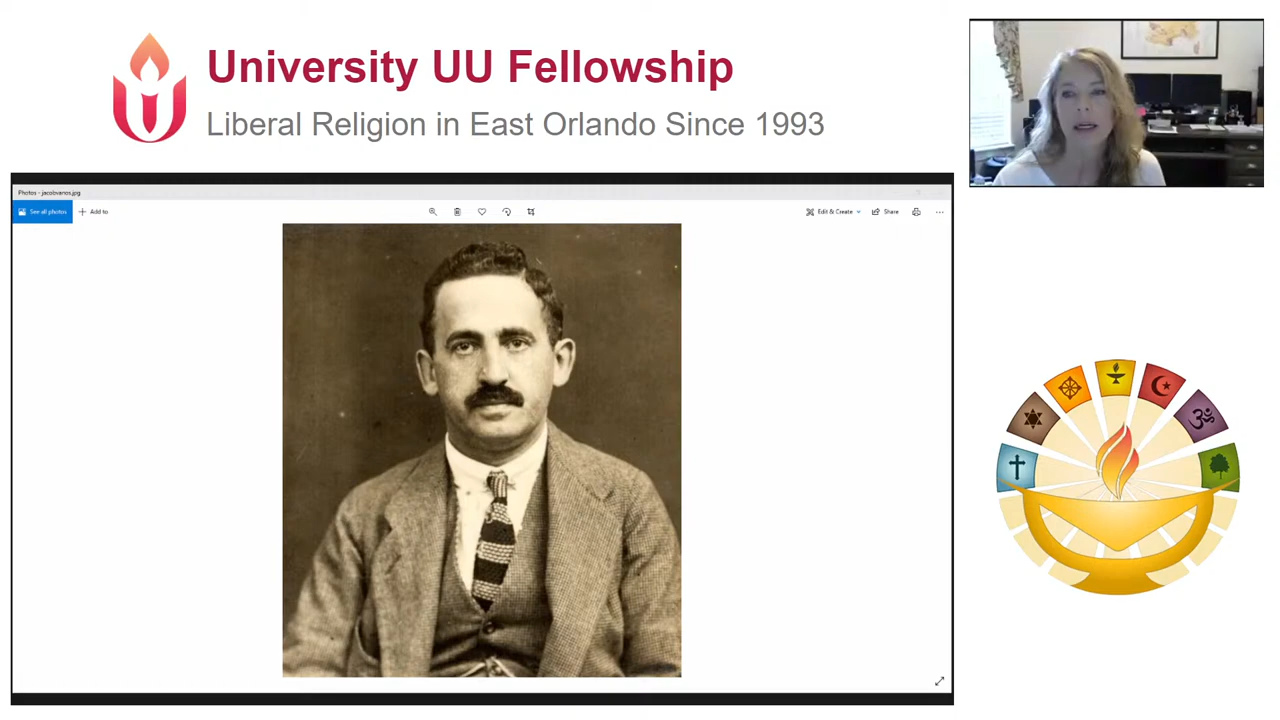 University UU Fellowship
Liberal Religion in East Orlando Since 1993
Photos - jacobvanos.jpg
See all photos
Add to
Edit & Create
Share